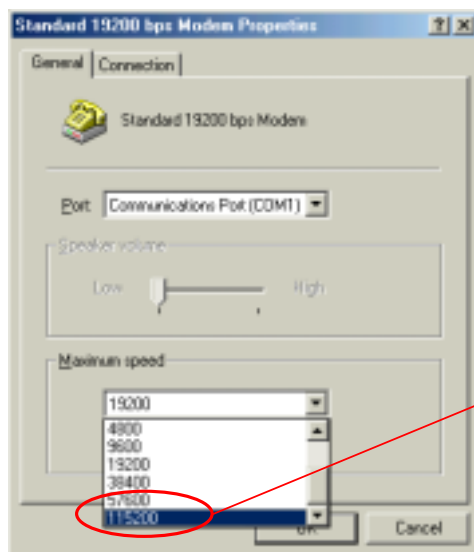 Standard 19200 bps Modem Properties
General
Connection
Standard 19200 bps Modem
Port
Communications Port (COM1)
Speaker volume
Low
High
Maximum speed
19200
4800
9600
19200
38400
57600
115200
OK
Cancel